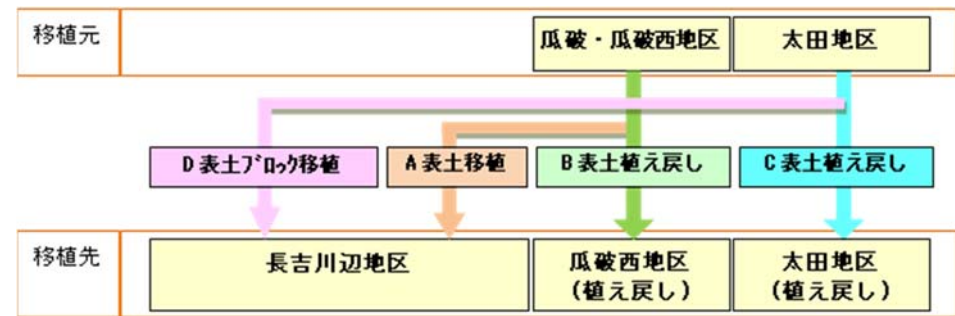 移植元
瓜破・瓜破西地区
太田地区
D 表土ﾌﾞﾛｯｸ移植
A 表土移植
B 表土植え戻し
C 表土植え戻し
移植先
長吉川辺地区
瓜破西地区
(植え戻し)
太田地区
(植え戻し)